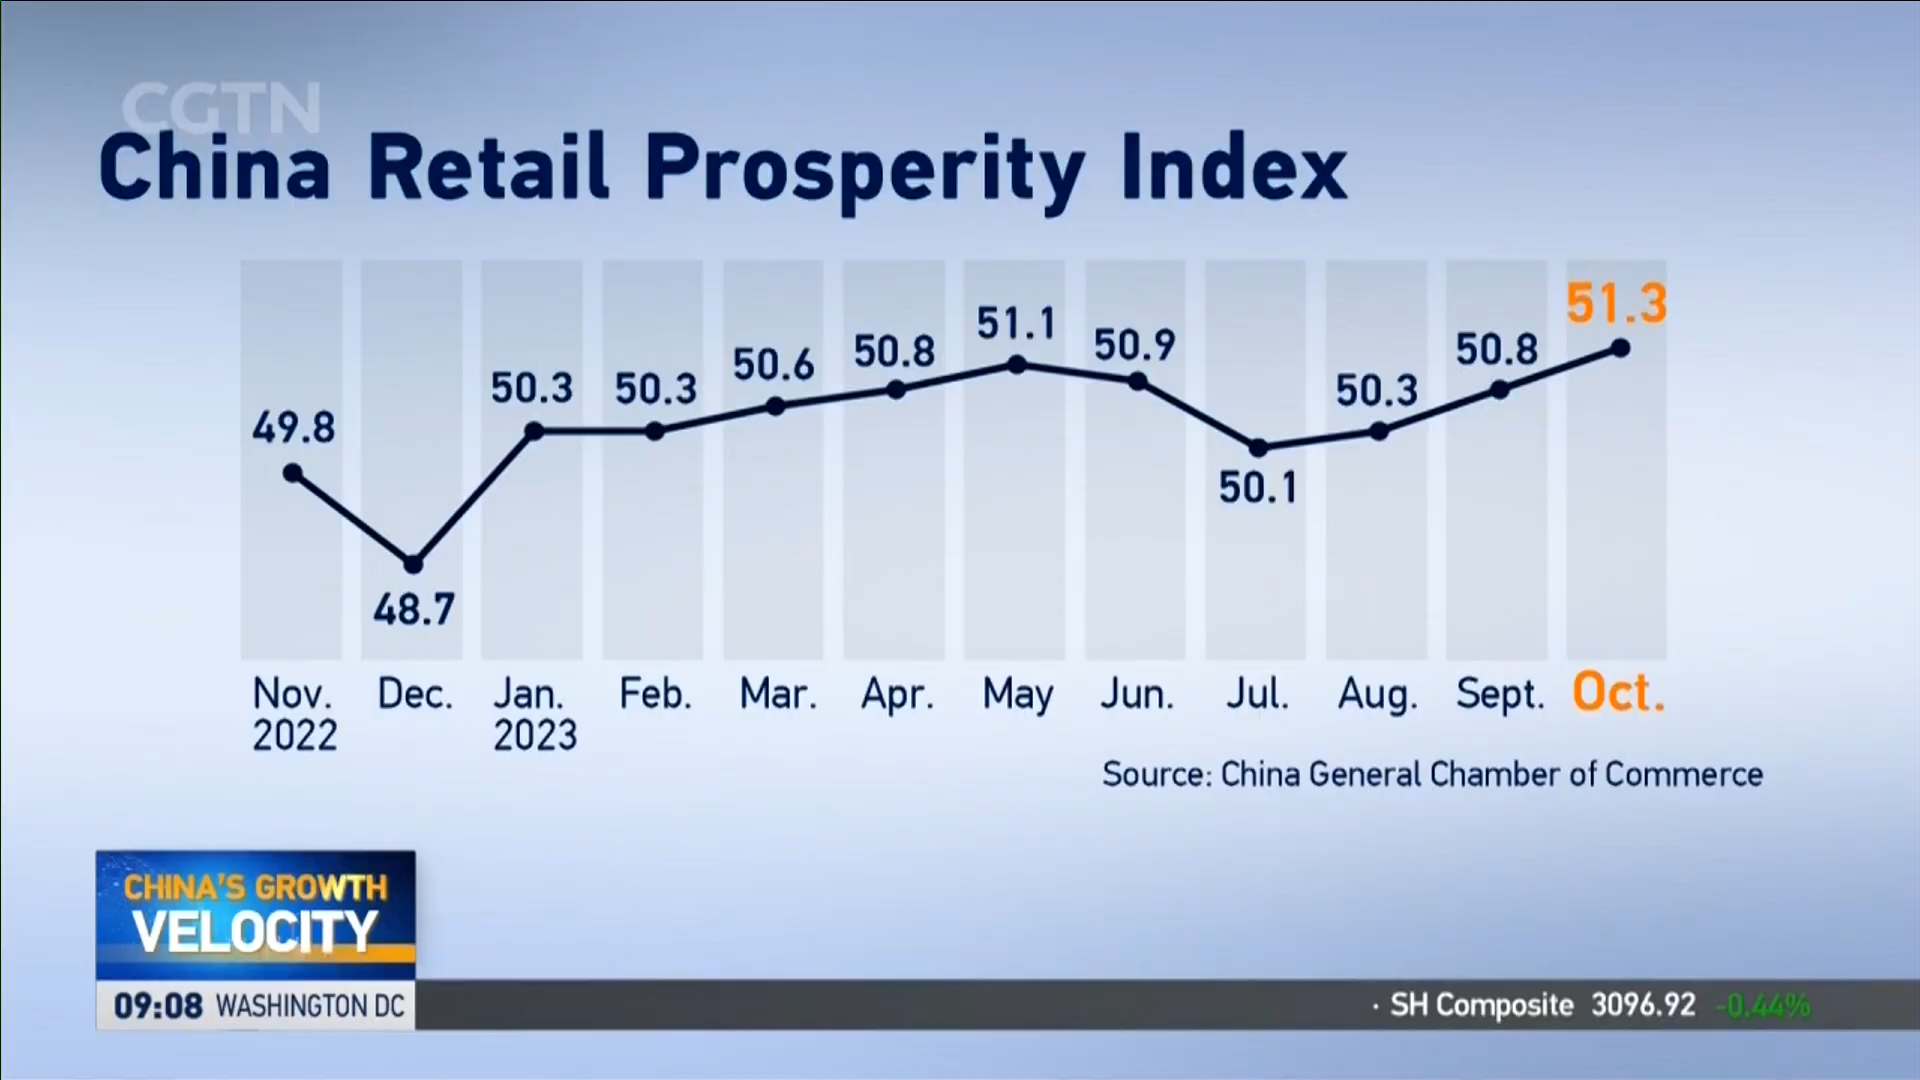 CGTN
China Retail Prosperity Index
49.8
48.7
50.3
50.3
50.6
50.8
51.1
50.9
50.1
50.3
50.8
51.3
Nov. Dec. Jan. Feb. Mar. Apr. May Jun. Jul. Aug. Sept. Oct.
2022 2023
Source: China General Chamber of Commerce
CHINA'S GROWTH
VELOCITY
09:08 WASHINGTON DC
· SH Composite 3096.92 -0.44%